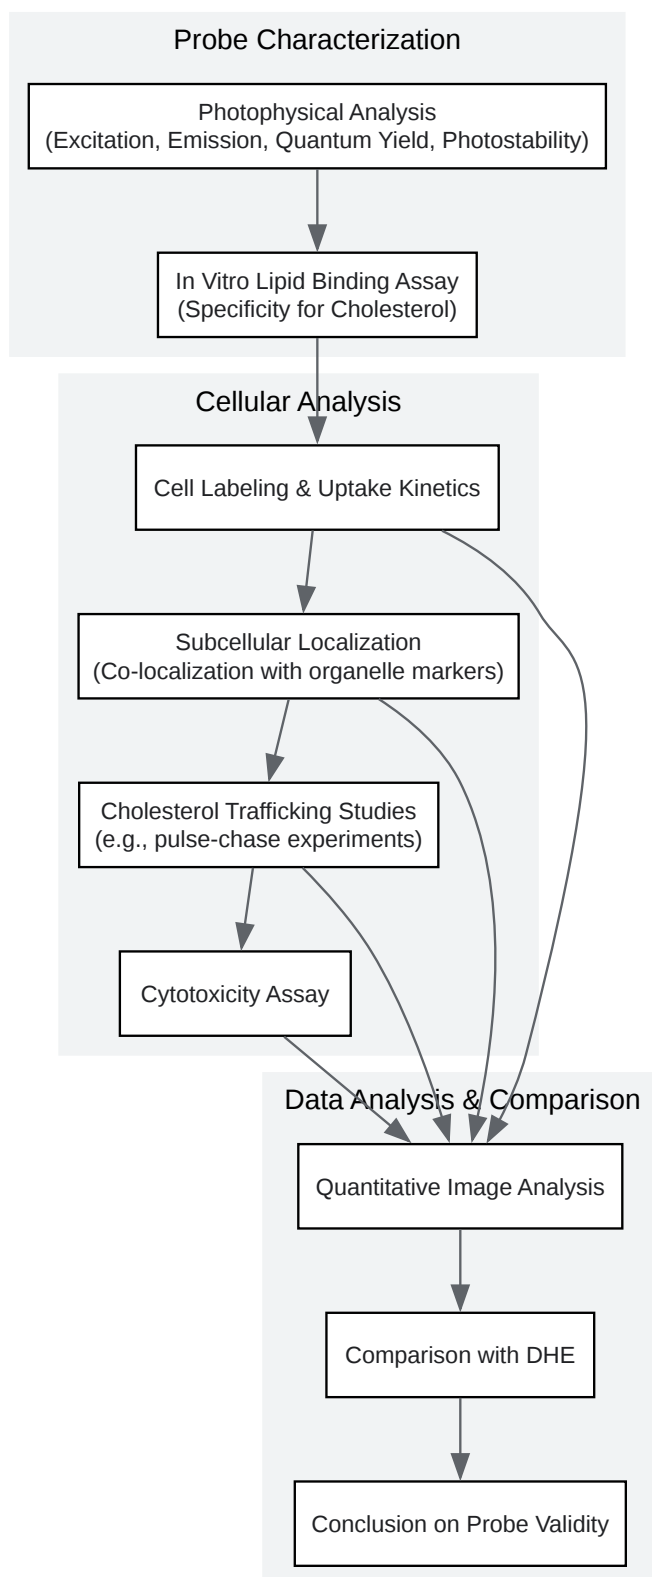 Probe Characterization
Photophysical Analysis
(Excitation, Emission, Quantum Yield, Photostability)
In Vitro Lipid Binding Assay
(Specificity for Cholesterol)
Cellular Analysis
Cell Labeling & Uptake Kinetics
Subcellular Localization
(Co-localization with organelle markers)
Cholesterol Trafficking Studies
(e.g., pulse-chase experiments)
Cytotoxicity Assay
Data Analysis & Comparison
Quantitative Image Analysis
Comparison with DHE
Conclusion on Probe Validity